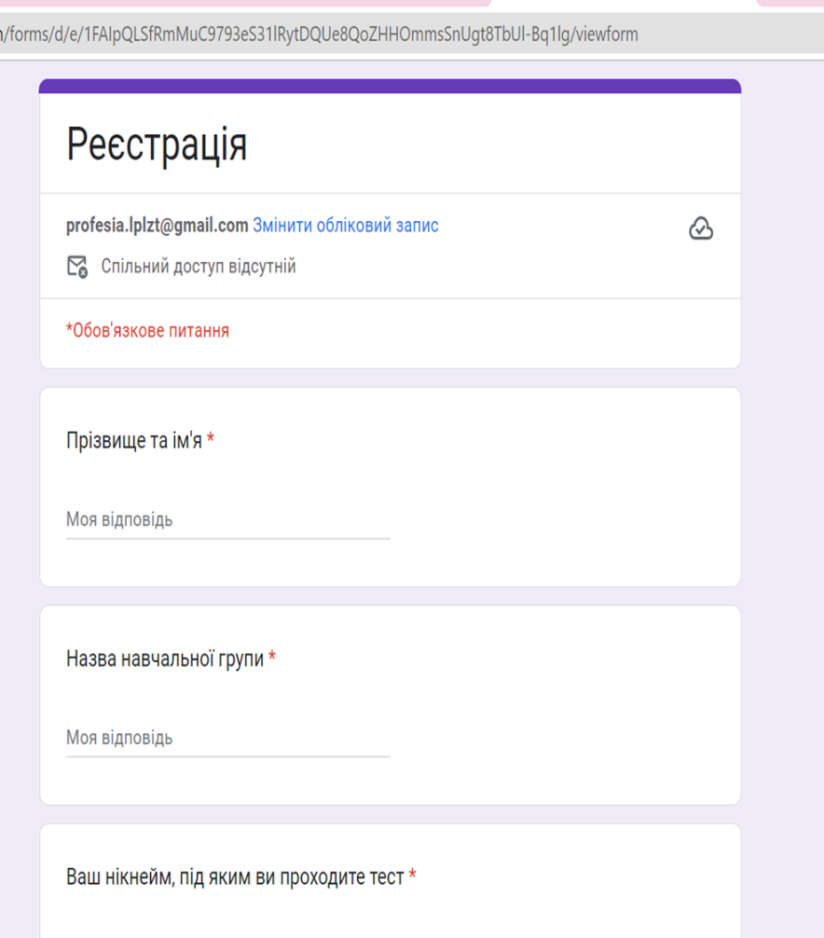 /forms/d/e/1FAIpQLSfRmMuC9793eS31lRytDQUe8QoZHHOmmsSnUgt8TbUl-Bq1lg/viewform
Реєстрація
profesia.lplzt@gmail.com Змінити обліковий запис
Спільний доступ відсутній
*Обов'язкове питання
Прізвище та ім'я *
Моя відповідь
Назва навчальної групи *
Моя відповідь
Ваш нікнейм, під яким ви проходите тест *